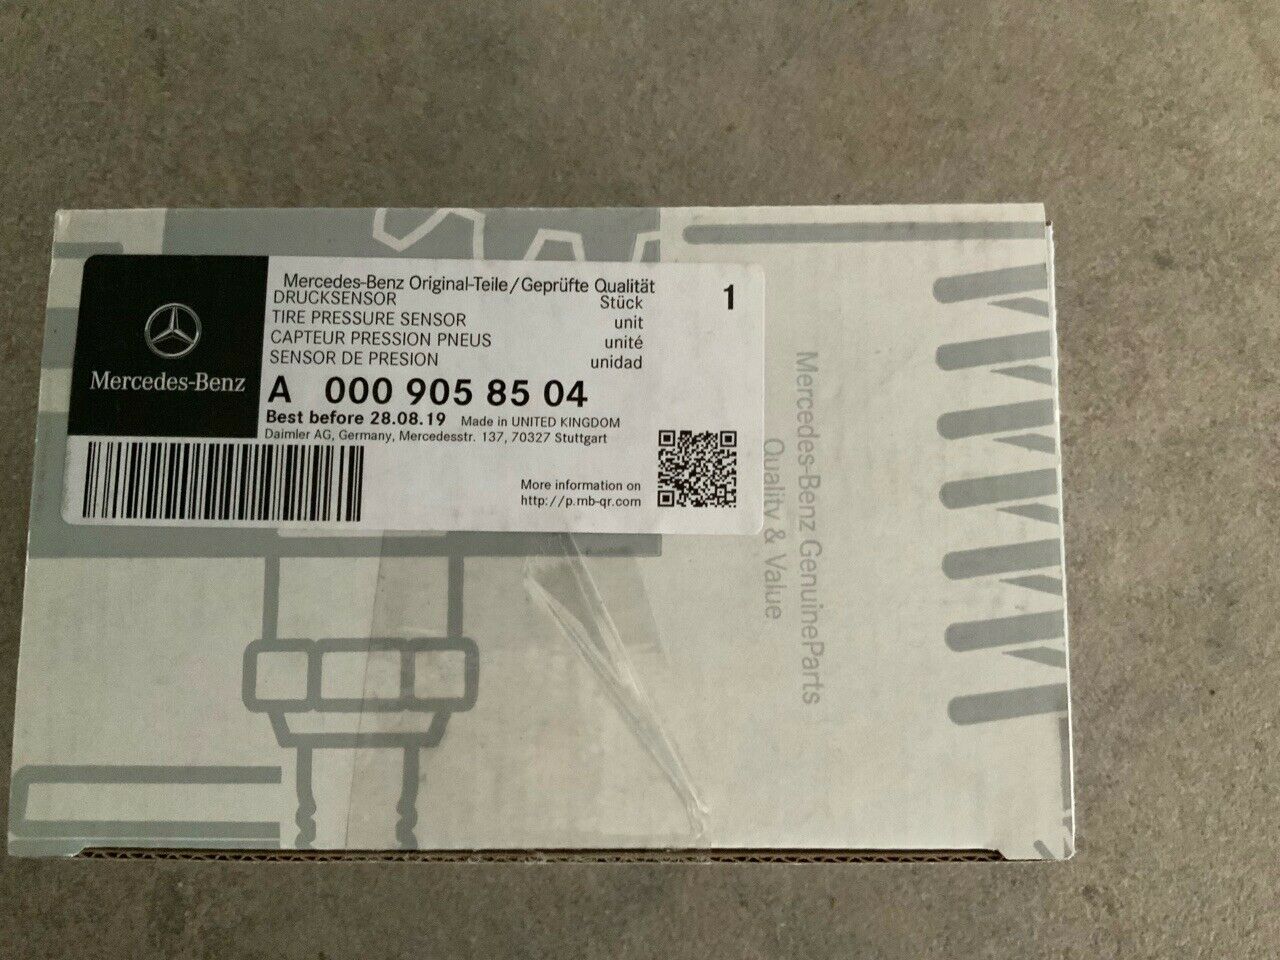 Mercedes-Benz
Mercedes-Benz Original-Teile/Geprüfte Qualität
DRUCKSENSOR Stück 1
TIRE PRESSURE SENSOR unit
CAPTEUR PRESSION PNEUS unité
SENSOR DE PRESION unidad
A 000 905 85 04
Best before 28.08.19 Made in UNITED KINGDOM
Daimler AG, Germany, Mercedesstr. 137, 70327 Stuttgart
More information on
http://p.mb-qr.com
Mercedes-Benz GenuineParts
Quality & Value